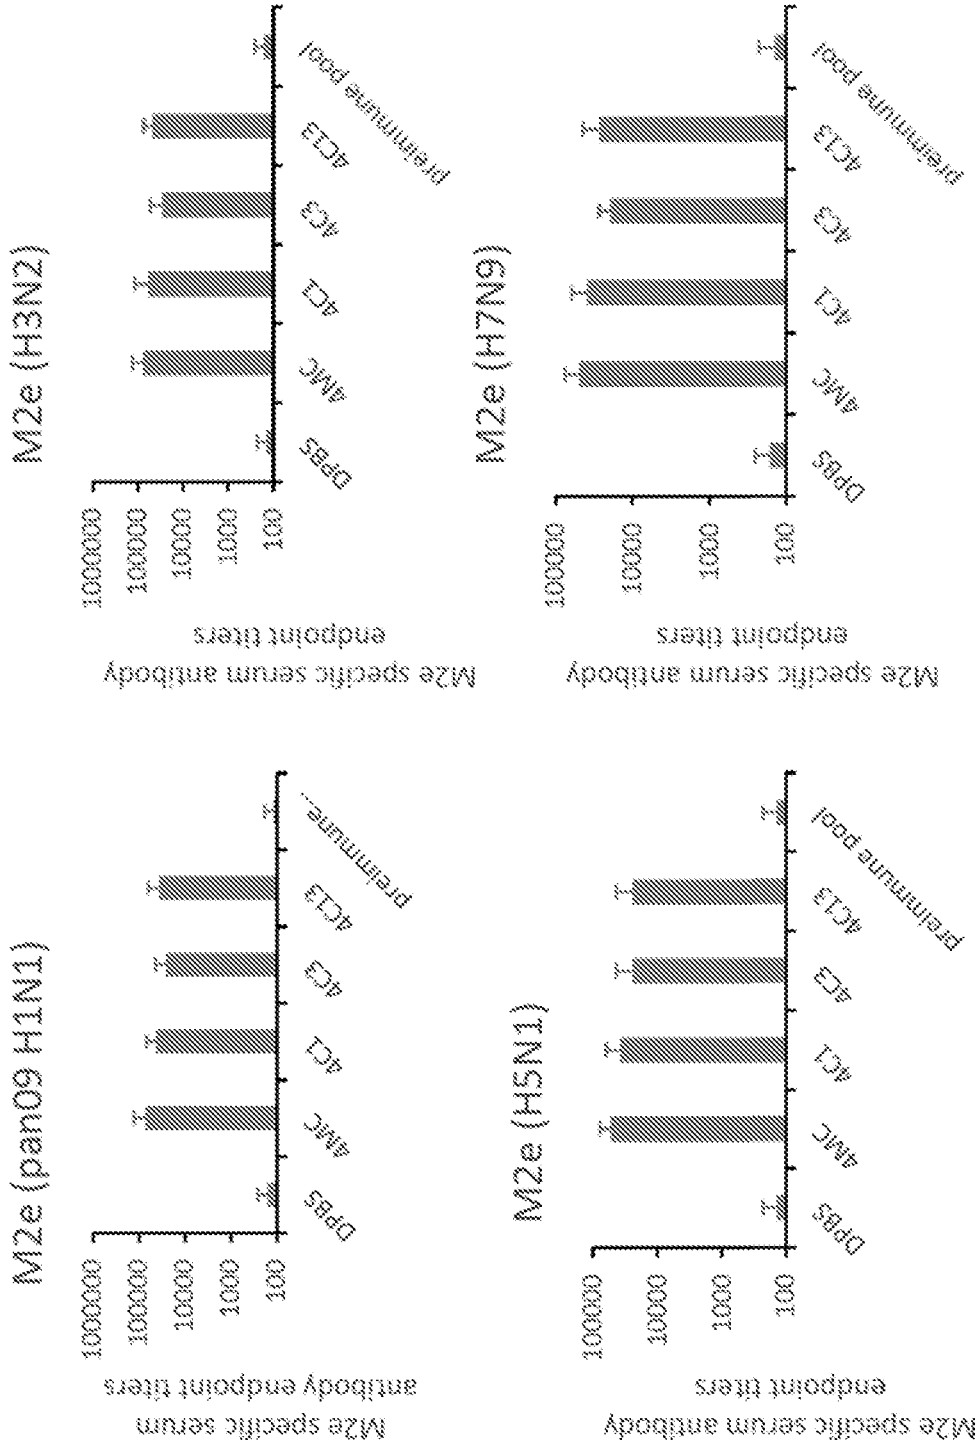 M2e (pan09 H1N1)
M2e specific serum
antibody endpoint titers
1000000
100000
10000
1000
100
DPBS
4MC
4C1
4C3
4C13
preimmune...
M2e (H3N2)
M2e specific serum antibody
endpoint titers
1000000
100000
10000
1000
100
DPBS
4MC
4C1
4C3
4C13
preimmune pool
M2e (H5N1)
M2e specific serum antibody
endpoint titers
100000
10000
1000
100
DPBS
4MC
4C1
4C3
4C13
preimmune pool
M2e (H7N9)
M2e specific serum antibody
endpoint titers
100000
10000
1000
100
DPBS
4MC
4C1
4C3
4C13
preimmune pool